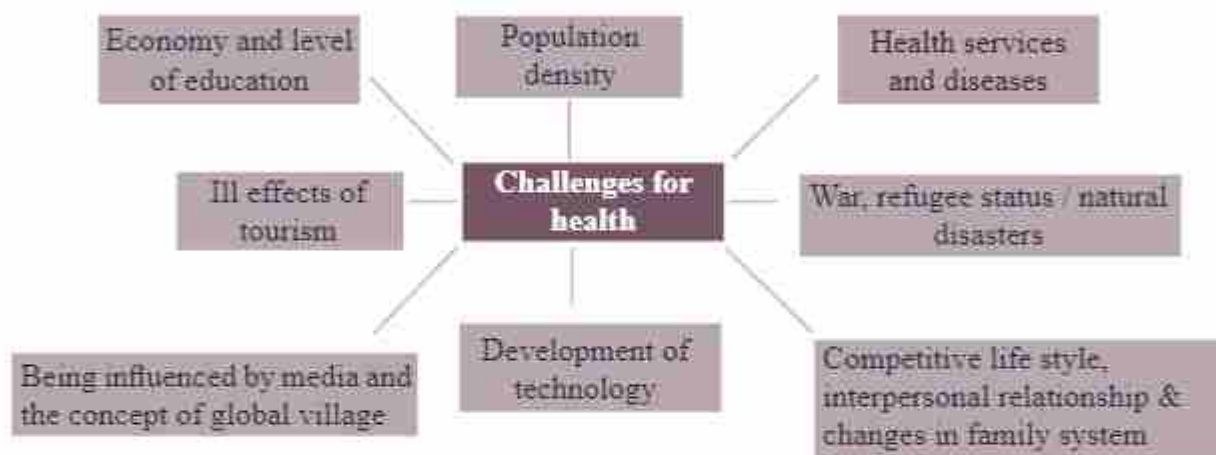 Economy and level
of education
Population
density
Health services
and diseases
Ill effects of
tourism
Challenges for
health
War, refugee status / natural
disasters
Being influenced by media and
the concept of global village
Development of
technology
Competitive life style,
interpersonal relationship &
changes in family system